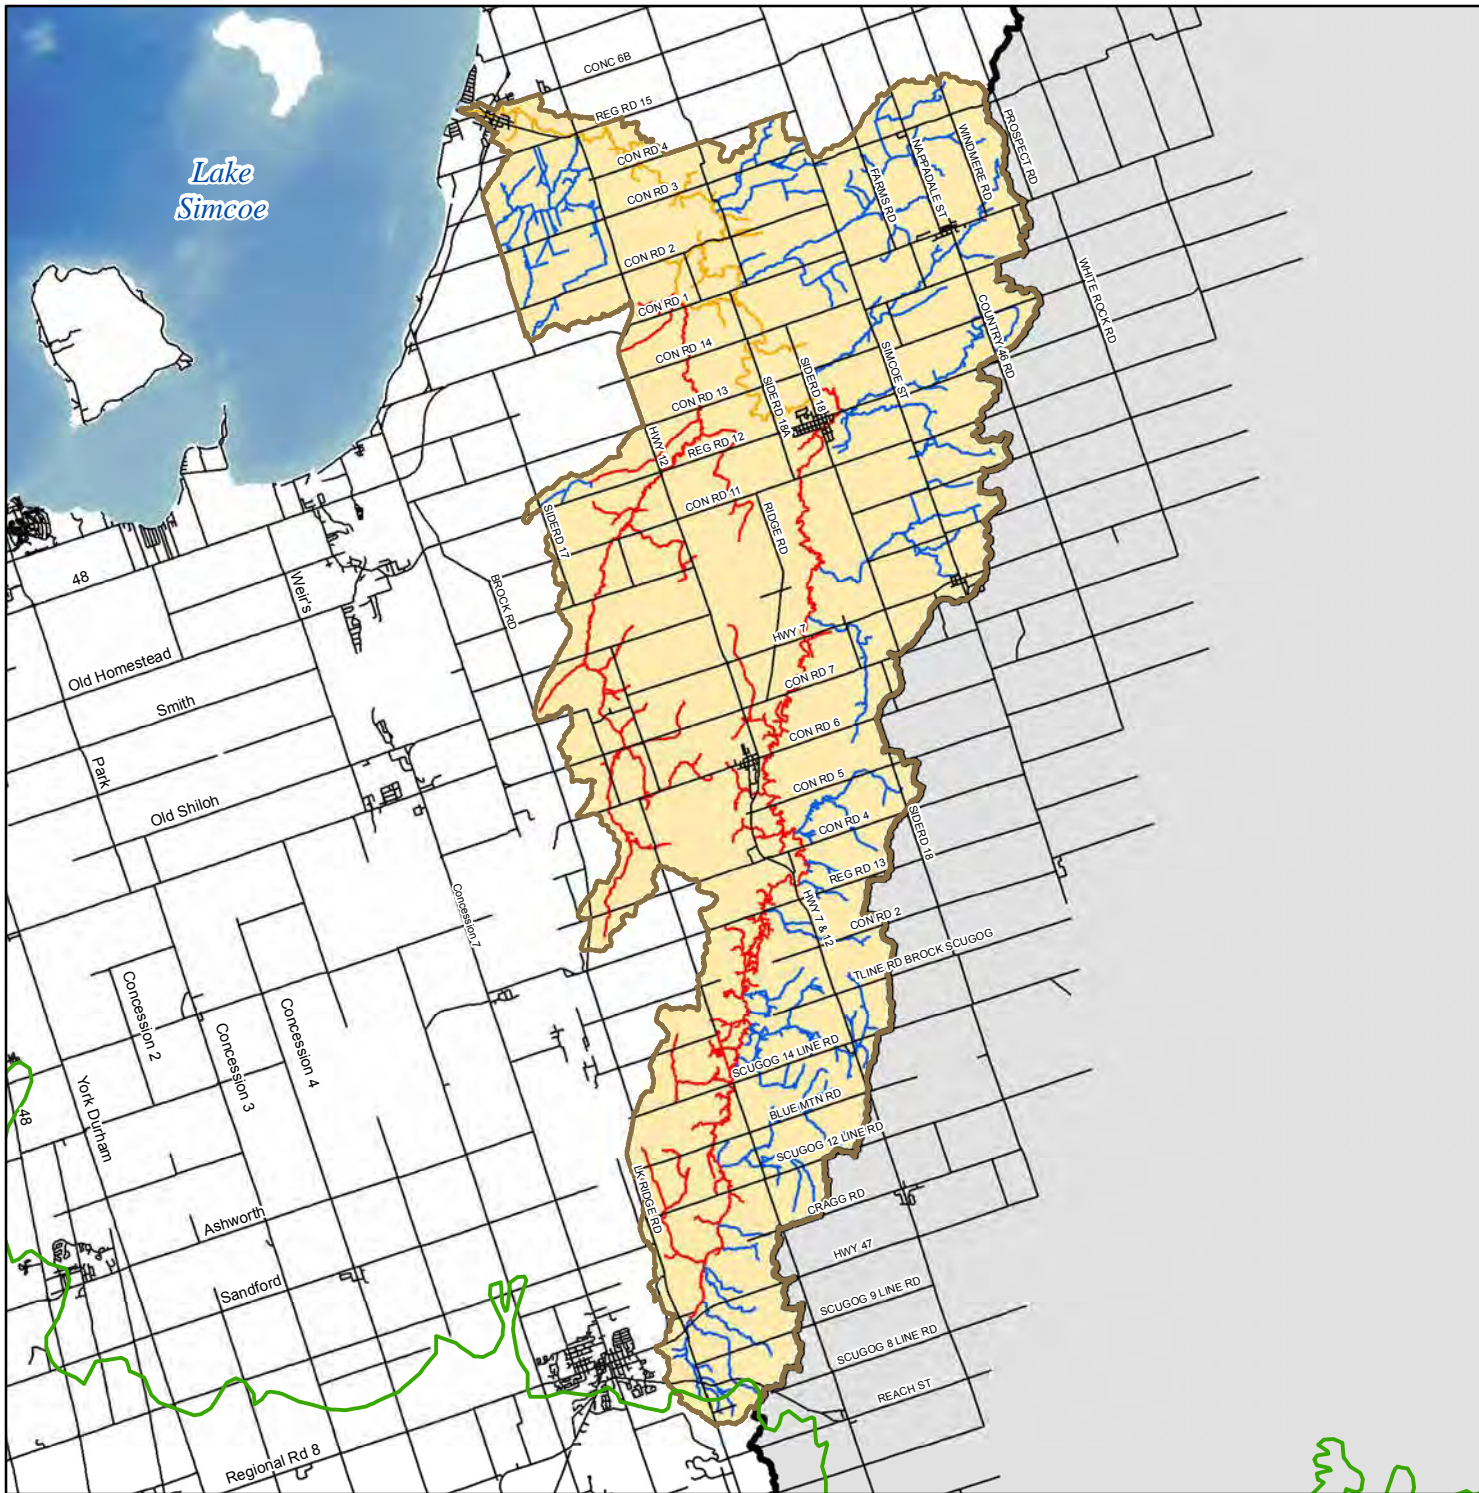 CONC 6B
REG RD 15
CON RD 4
CON RD 3
CON RD 2
CON RD 1
CON RD 14
CON RD 13
REG RD 12
CON RD 11
Lake
Simcoe
PROSPECT RD
WINDMERE RD
NAPPADALE ST
FARMS RD
WHITE ROCK RD
COUNTRY 46 RD
SIMCOE ST
SIDERD 18
SIDERD 18A
HWY 12
SIDERD 17
RIDGE RD
BROCK RD
48
Weir's
Old Homestead
Smith
Park
Old Shiloh
HWY 7
CON RD 7
CON RD 6
CON RD 5
CON RD 4
SIDERD 18
REG RD 13
HWY 7 & 12
CON RD 2
TLINE RD BROCK SCUGOG
Concession 7
Concession 2
Concession 3
Concession 4
York Durham
48
SCUGOG 14 LINE RD
BLUE MTN RD
SCUGOG 12 LINE RD
LK RIDGE RD
CRAGG RD
HWY 47
Ashworth
Sandford
SCUGOG 9 LINE RD
SCUGOG 8 LINE RD
REACH ST
Regional Rd 8